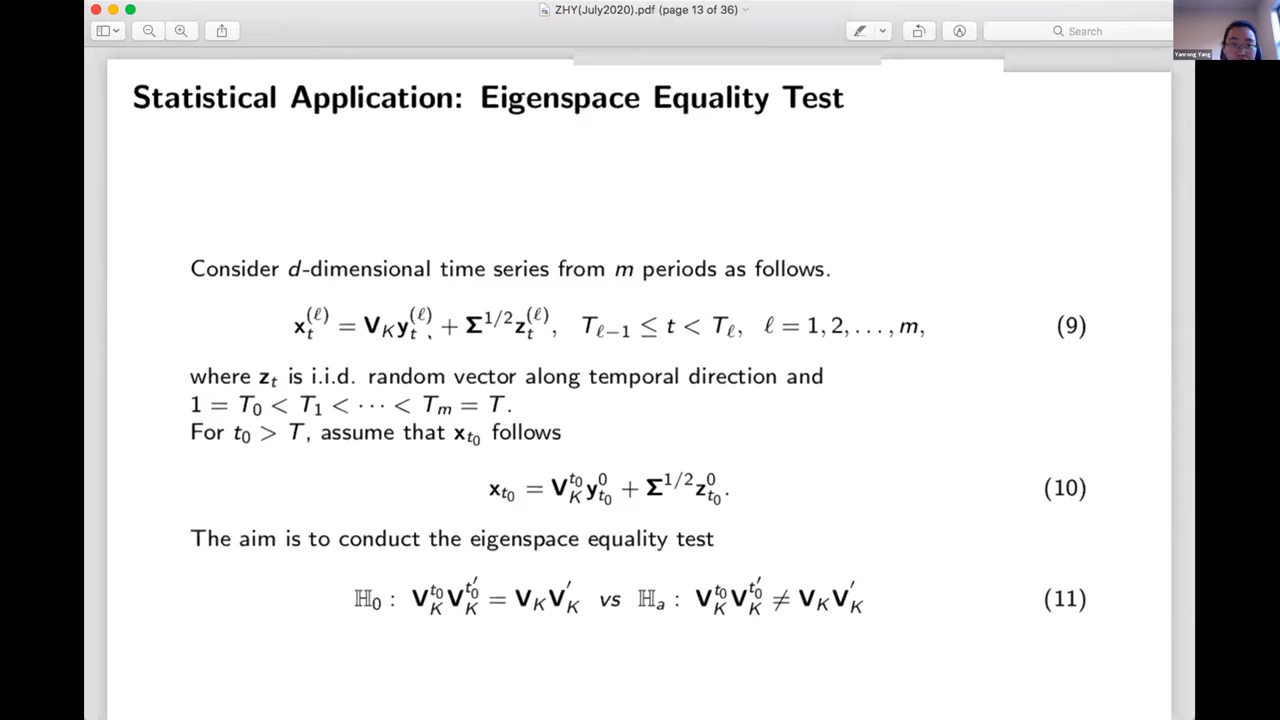 ZHY(July2020).pdf (page 13 of 36)
Search
Yanrong Yang
Statistical Application: Eigenspace Equality Test
Consider d-dimensional time series from m periods as follows.
x_t^{(ℓ)} = V_K y_t^{(ℓ)} + Σ^{1/2} z_t^{(ℓ)}, T_{ℓ−1} ≤ t < T_ℓ, ℓ = 1, 2, . . . , m, (9)
where z_t is i.i.d. random vector along temporal direction and
1 = T_0 < T_1 < · · · < T_m = T.
For t_0 > T, assume that x_{t_0} follows
x_{t_0} = V_K^{t_0} y_{t_0}^0 + Σ^{1/2} z_{t_0}^0. (10)
The aim is to conduct the eigenspace equality test
ℍ_0 : V_K^{t_0} V_K^{t_0'} = V_K V_K' vs ℍ_a : V_K^{t_0} V_K^{t_0'} ≠ V_K V_K' (11)